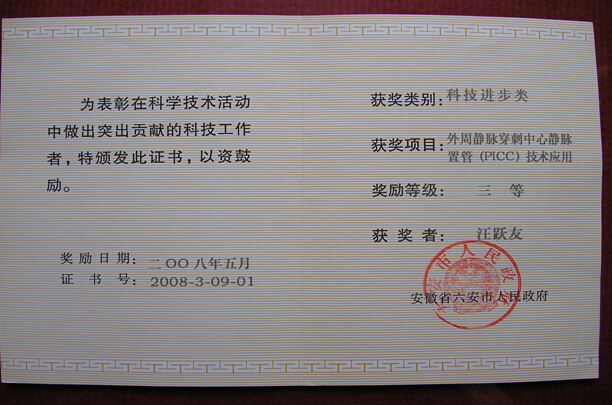 为表彰在科学技术活动
中做出突出贡献的科技工作
者，特颁发此证书，以资鼓
励。
奖励日期：二〇〇八年五月
证 书 号：2008-3-09-01
获奖类别：科技进步类
获奖项目：外周静脉穿刺中心静脉
置管（PICC）技术应用
奖励等级：三 等
获 奖 者：汪跃友
安徽省六安市人民政府